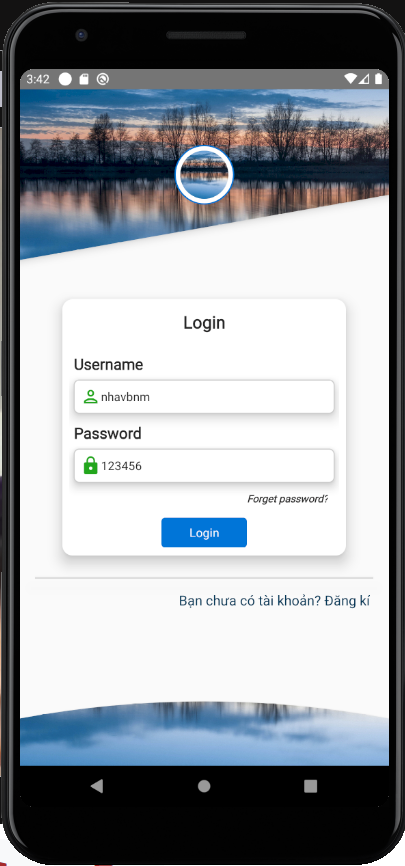 3:42
Login
Username
nhavbnm
Password
123456
Forget password?
Login
Bạn chưa có tài khoản? Đăng kí